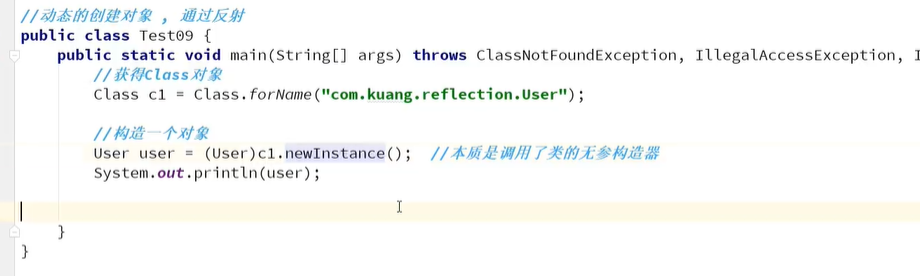 //动态的创建对象 , 通过反射
public class Test09 {
public static void main(String[] args) throws ClassNotFoundException, IllegalAccessException, I
//获得Class对象
Class c1 = Class.forName("com.kuang.reflection.User");
//构造一个对象
User user = (User)c1.newInstance(); //本质是调用了类的无参构造器
System.out.println(user);
}
}